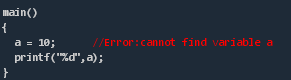 main()
{
a = 10; //Error:cannot find variable a
printf("%d",a);
}